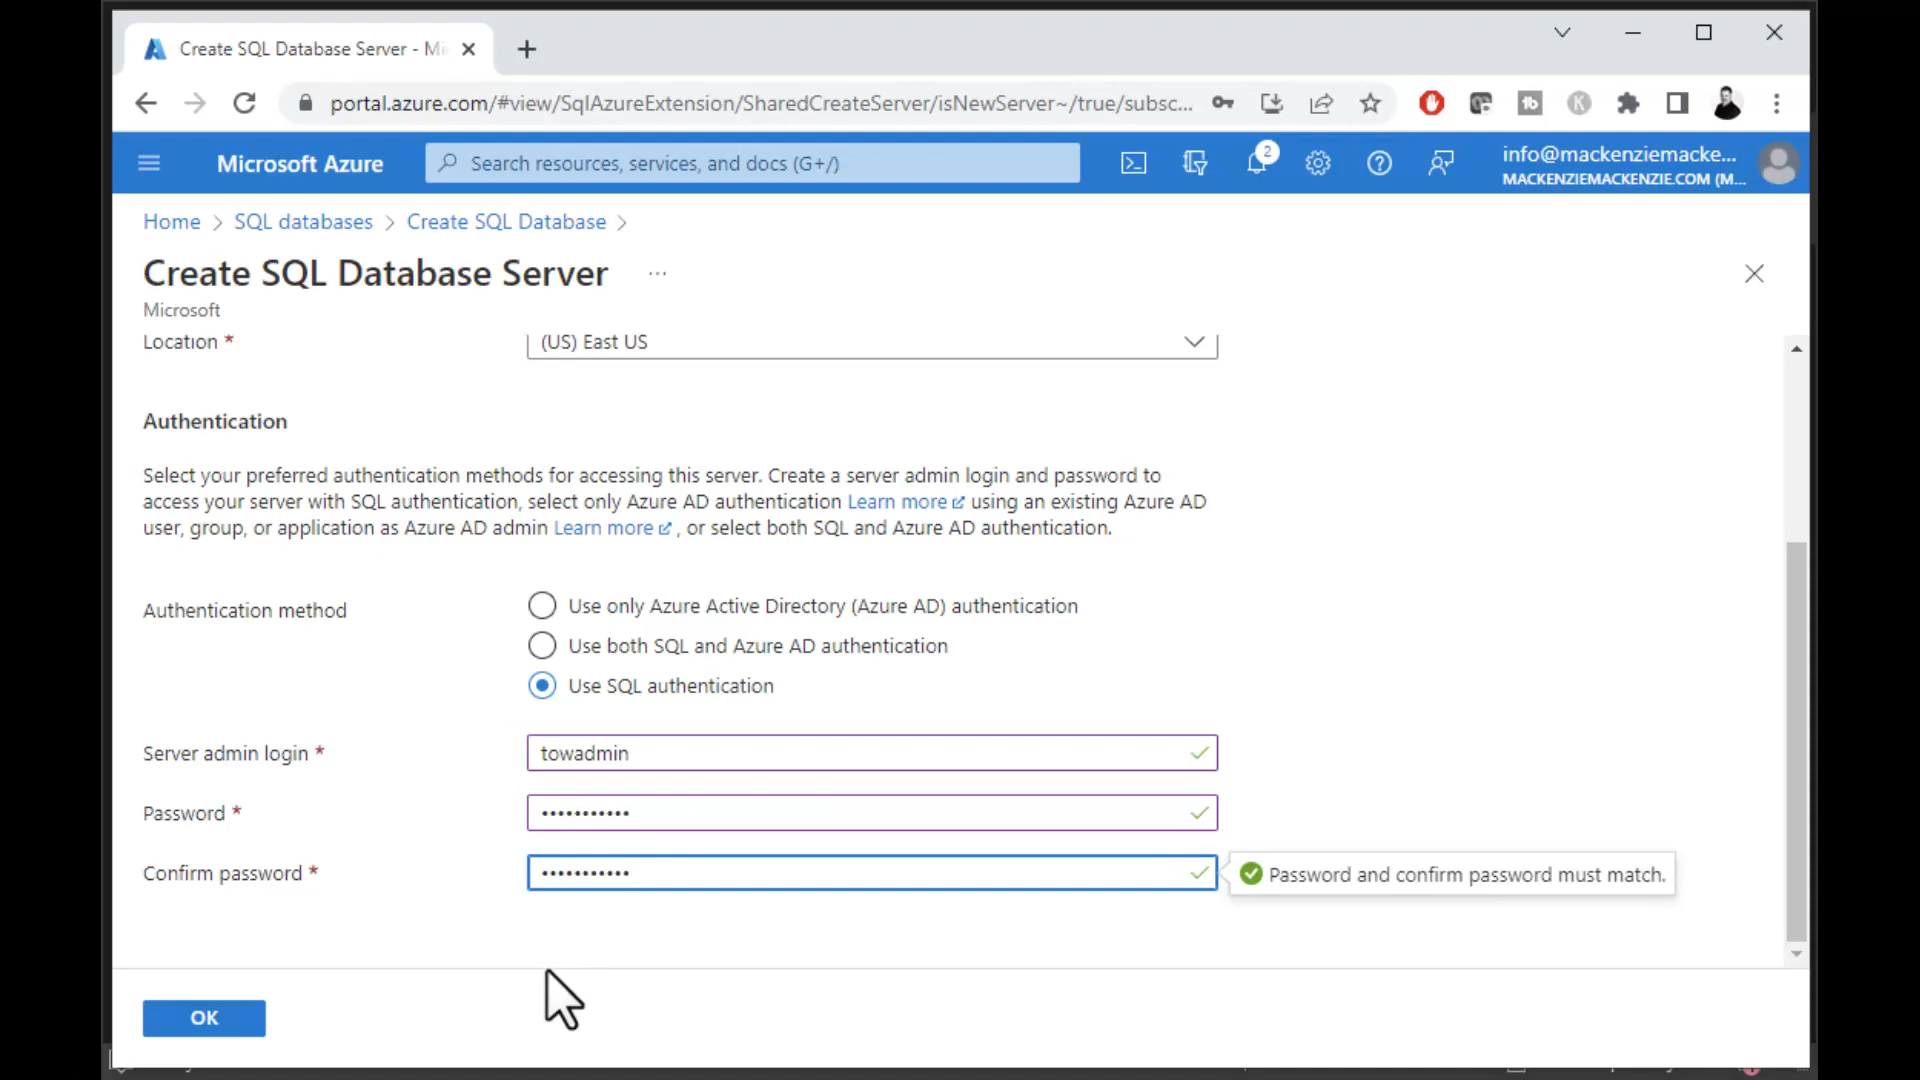 Create SQL Database Server - Mi
portal.azure.com/#view/SqlAzureExtension/SharedCreateServer/isNewServer~/true/subsc...
Microsoft Azure
Search resources, services, and docs (G+/)
2
info@mackenziemacke...
MACKENZIEMACKENZIE.COM (M...
Home > SQL databases > Create SQL Database >
Create SQL Database Server ...
Microsoft
Location * (US) East US
Authentication
Select your preferred authentication methods for accessing this server. Create a server admin login and password to
access your server with SQL authentication, select only Azure AD authentication Learn more using an existing Azure AD
user, group, or application as Azure AD admin Learn more , or select both SQL and Azure AD authentication.
Authentication method
Use only Azure Active Directory (Azure AD) authentication
Use both SQL and Azure AD authentication
Use SQL authentication
Server admin login * towadmin
Password * •••••••••••
Confirm password * •••••••••••
Password and confirm password must match.
OK